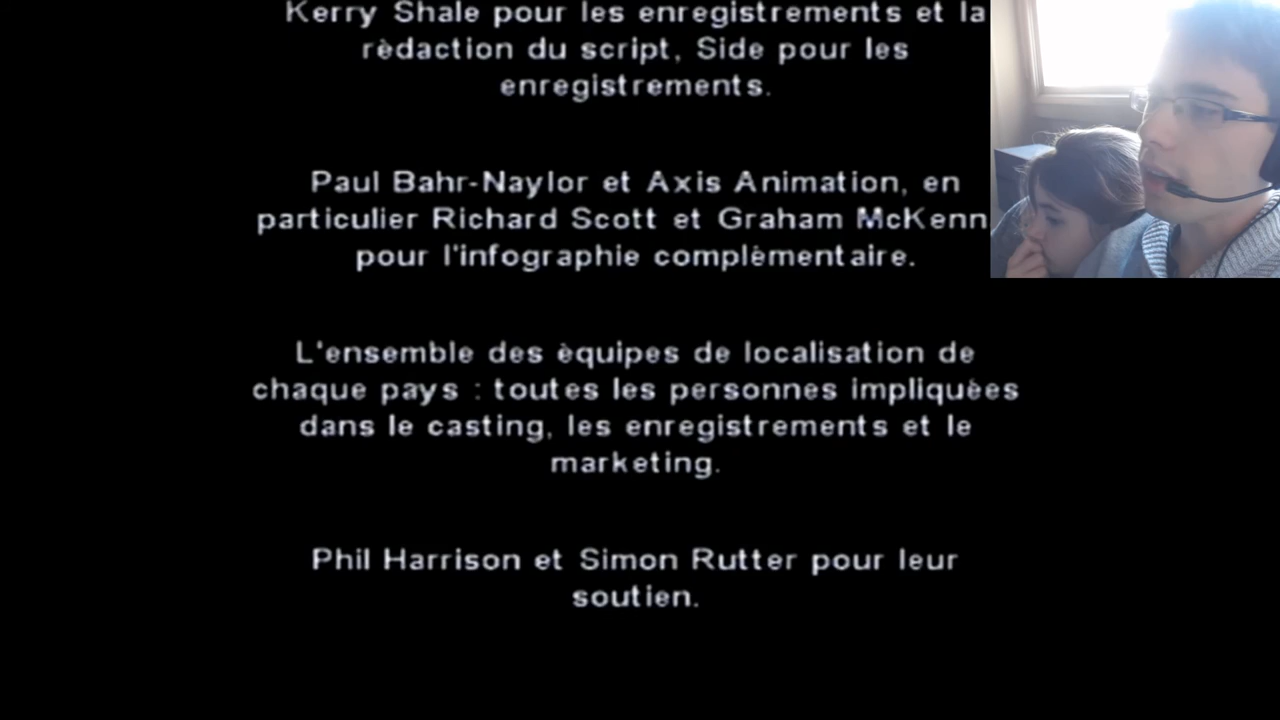 Kerry Shale pour les enregistrements et la
rèdaction du script, Side pour les
enregistrements.
Paul Bahr-Naylor et Axis Animation, en
particulier Richard Scott et Graham McKenn
pour l'infographie complèmentaire.
L'ensemble des èquipes de localisation de
chaque pays : toutes les personnes impliquèes
dans le casting, les enregistrements et le
marketing.
Phil Harrison et Simon Rutter pour leur
soutien.